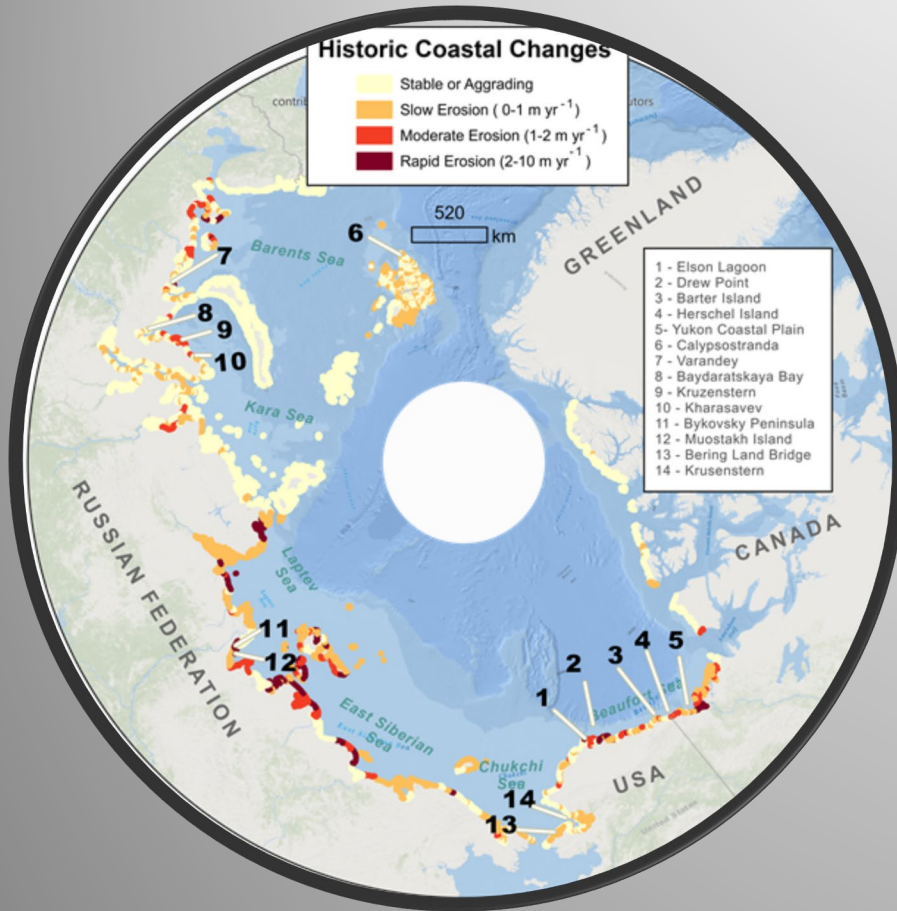 Historic Coastal Changes
Stable or Aggrading
Slow Erosion ( 0-1 m yr-1 )
Moderate Erosion (1-2 m yr-1)
Rapid Erosion (2-10 m yr-1 )
contrib
utors
520
km
GREENLAND
Barents Sea
6
7
8
9
10
1 - Elson Lagoon
2 - Drew Point
3 - Barter Island
4 - Herschel Island
5- Yukon Coastal Plain
6 - Calypsostranda
7 - Varandey
8 - Baydaratskaya Bay
9 - Kruzenstern
10 - Kharasavev
11 - Bykovsky Peninsula
12 - Muostakh Island
13 - Bering Land Bridge
14 - Krusenstern
Kara Sea
RUSSIAN FEDERATION
CANADA
Laptev
Sea
11
12
1
2
3
4
5
Beaufort Sea
East Siberian
Sea
Chukchi
Sea
USA
United States
14
13